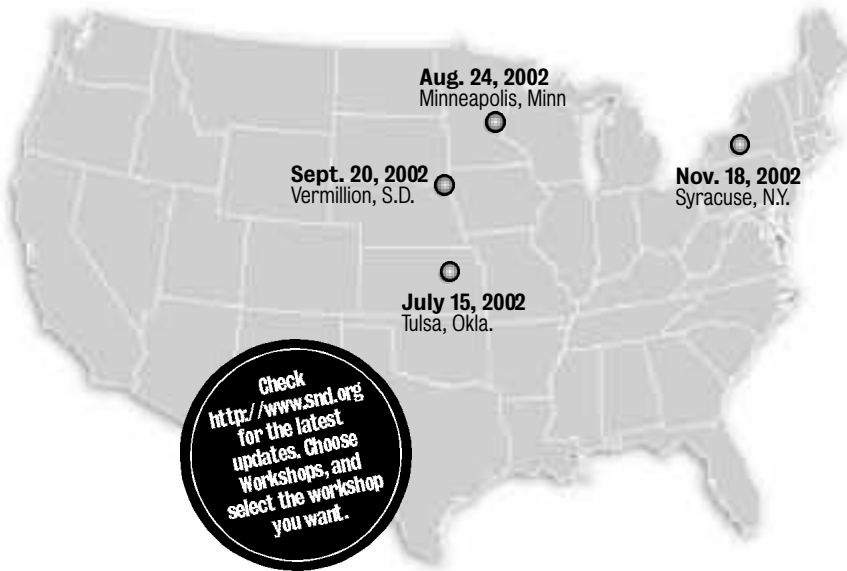 Aug. 24, 2002
Minneapolis, Minn
Sept. 20, 2002
Vermillion, S.D.
Nov. 18, 2002
Syracuse, N.Y.
July 15, 2002
Tulsa, Okla.
Check
http://www.snd.org
for the latest
updates. Choose
Workshops, and
select the workshop
you want.